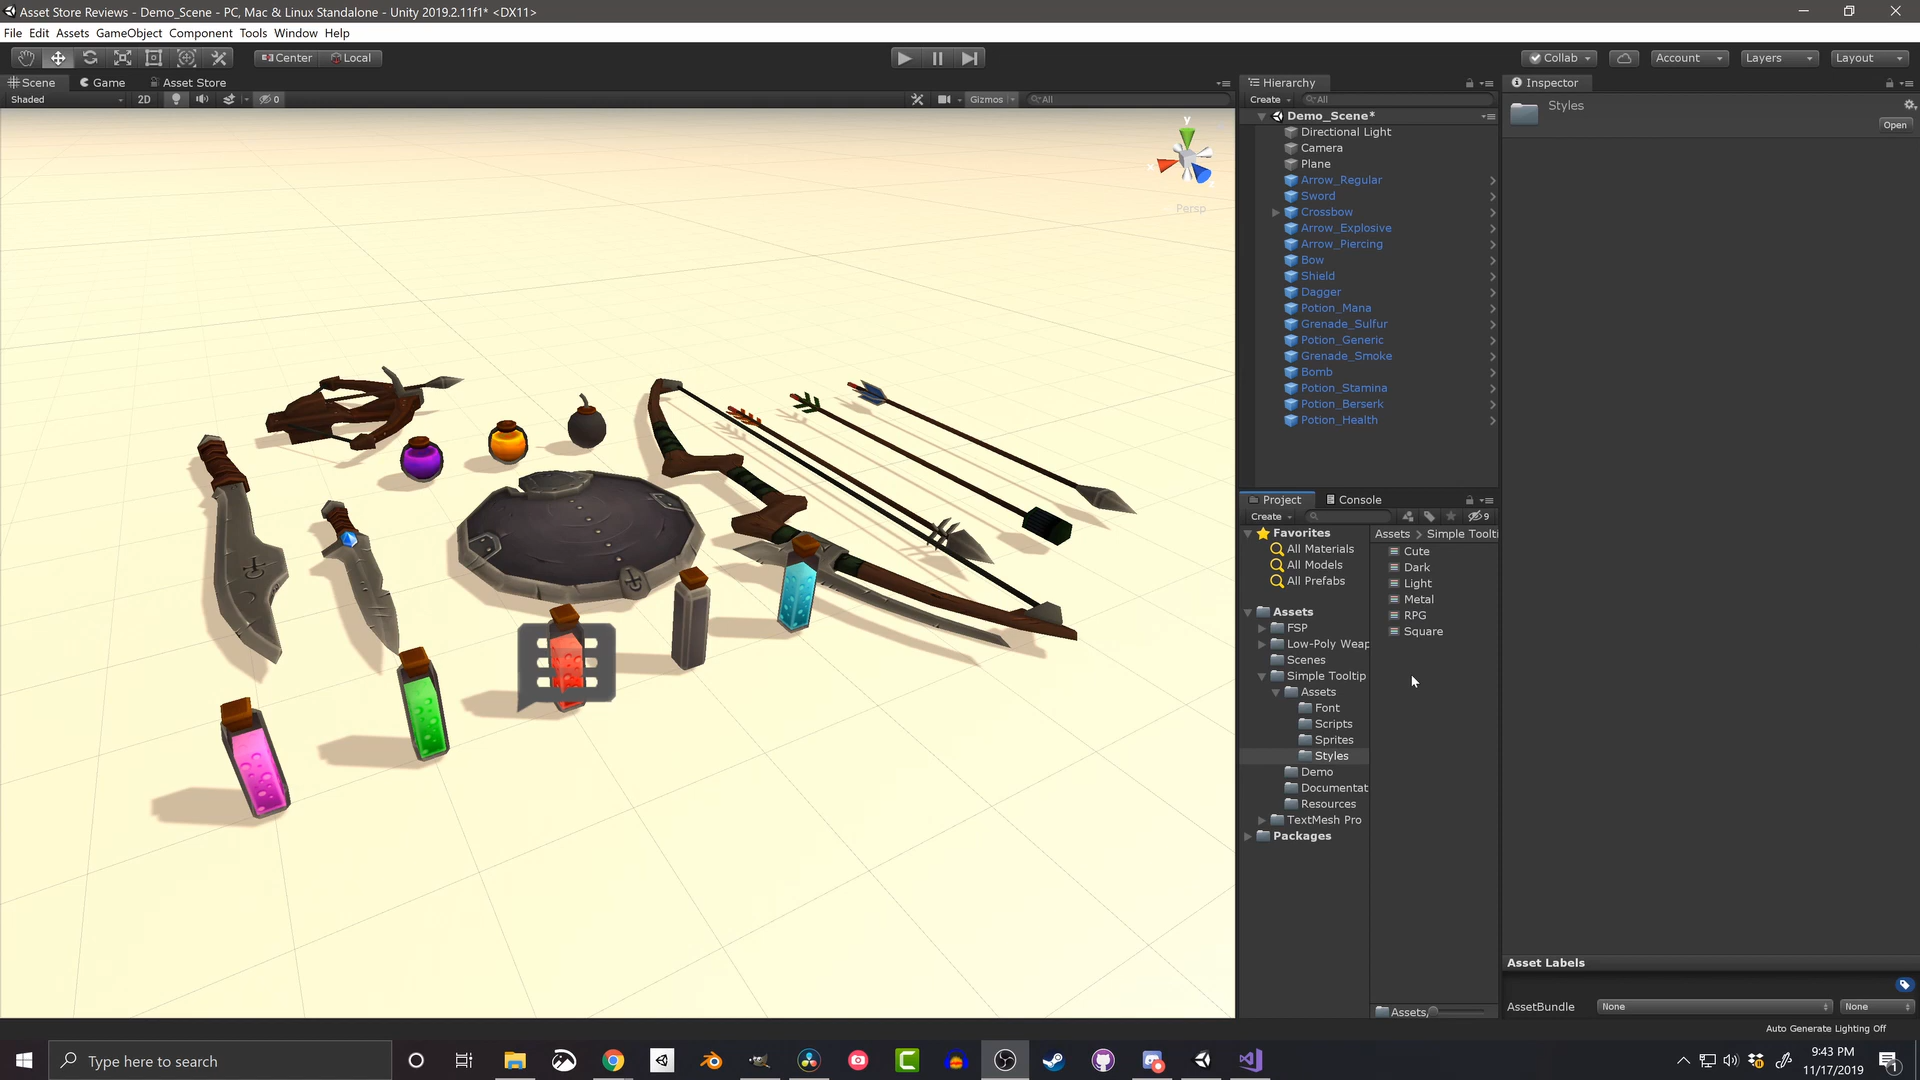 Asset Store Reviews - Demo_Scene - PC, Mac & Linux Standalone - Unity 2019.2.11f1* <DX11>
File Edit Assets GameObject Component Tools Window Help
Center Local Collab Account Layers Layout
Scene Game Asset Store
Shaded 2D 0 Gizmos All
y
Persp
Hierarchy
Create All
Demo_Scene*
Directional Light
Camera
Plane
Arrow_Regular
Sword
Crossbow
Arrow_Explosive
Arrow_Piercing
Bow
Shield
Dagger
Potion_Mana
Grenade_Sulfur
Potion_Generic
Grenade_Smoke
Bomb
Potion_Stamina
Potion_Berserk
Potion_Health
Project Console
Create 9
Favorites
All Materials
All Models
All Prefabs
Assets
FSP
Low-Poly Weap
Scenes
Simple Tooltip
Assets
Font
Scripts
Sprites
Styles
Demo
Documentat
Resources
TextMesh Pro
Packages
Assets > Simple Toolti
Cute
Dark
Light
Metal
RPG
Square
Assets/
Inspector
Styles
Open
Asset Labels
AssetBundle None None
Auto Generate Lighting Off
Type here to search
9:43 PM
11/17/2019
1